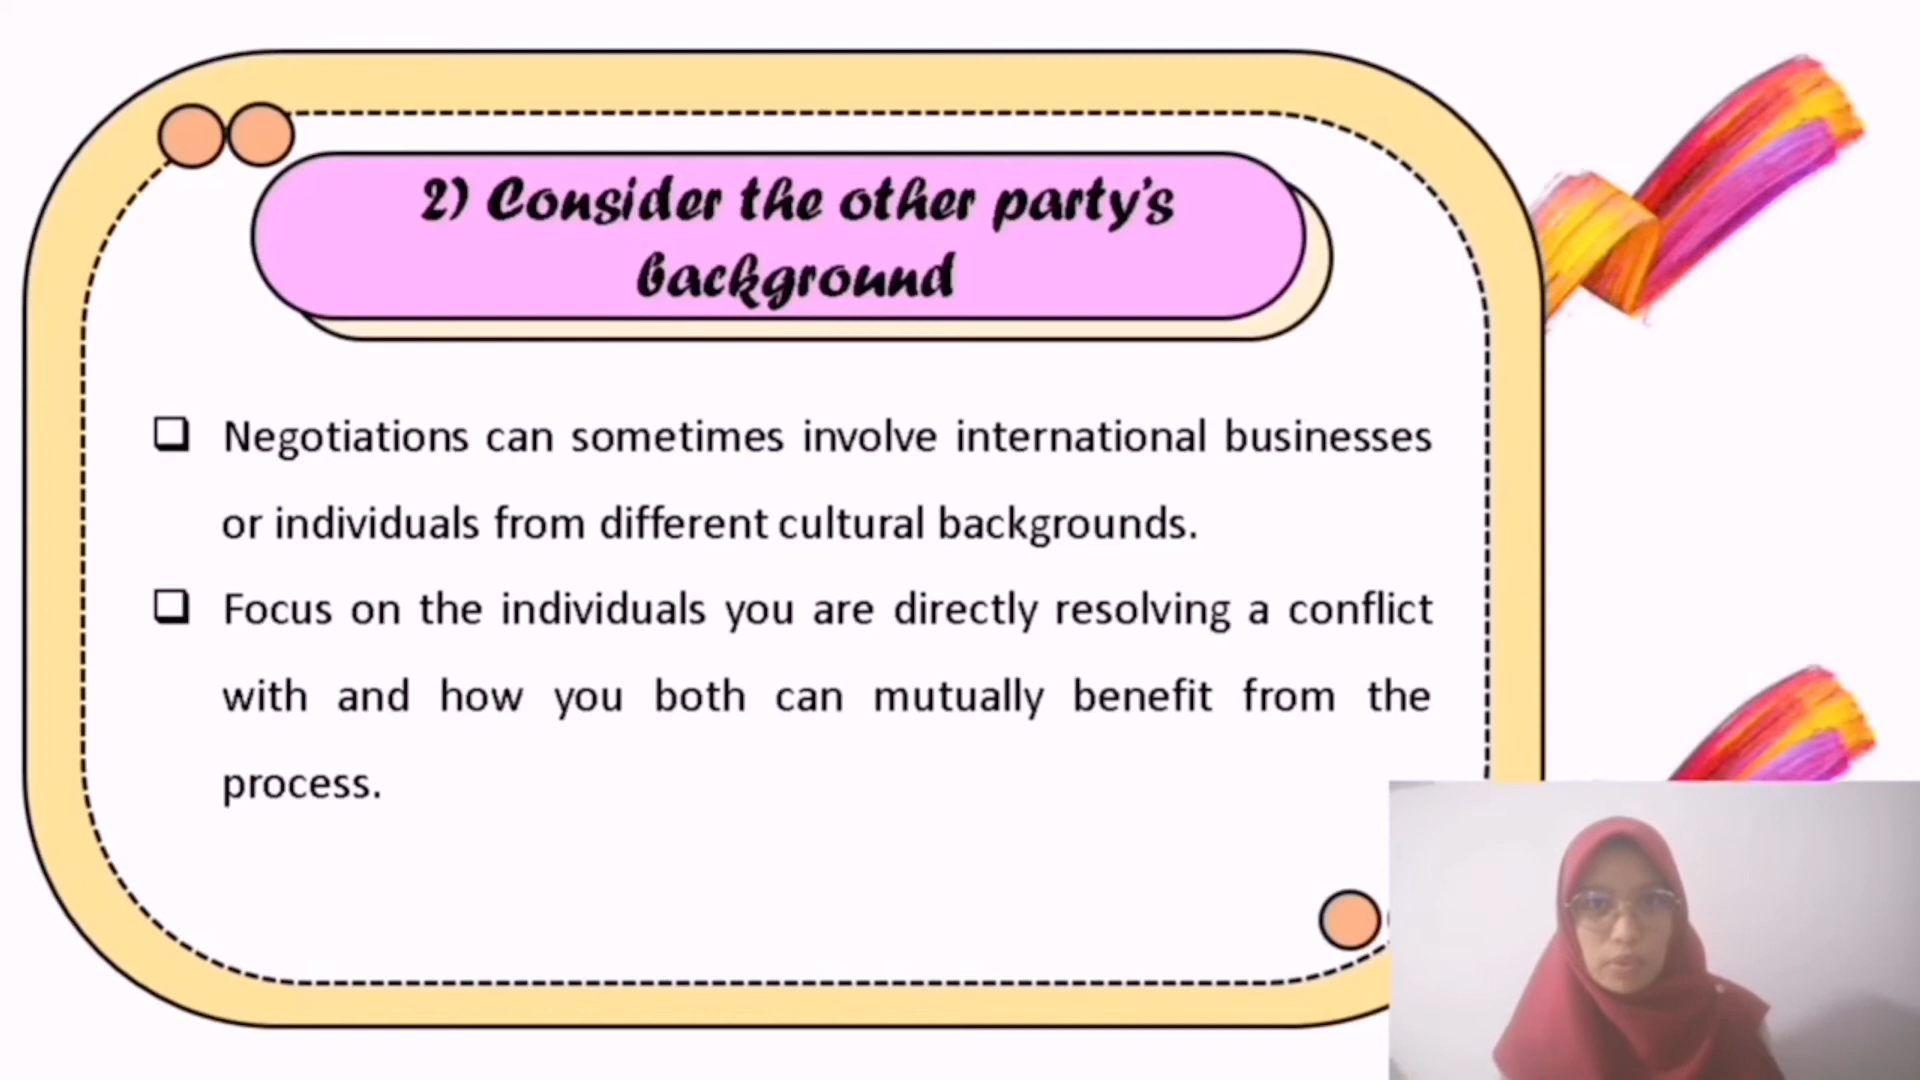 2) Consider the other party's
background
❑ Negotiations can sometimes involve international businesses
or individuals from different cultural backgrounds.
❑ Focus on the individuals you are directly resolving a conflict
with and how you both can mutually benefit from the
process.